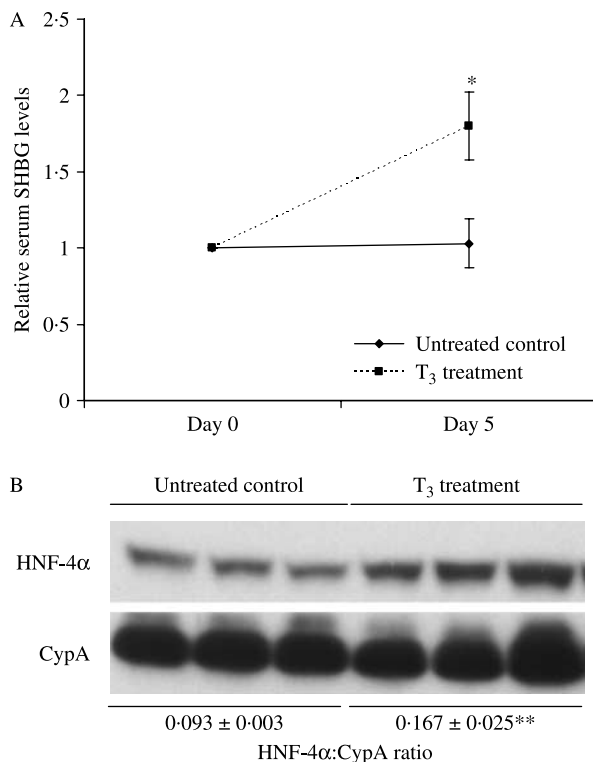 A
Relative serum SHBG levels
2·5
2
1·5
1
0·5
0
*
Untreated control
T3 treatment
Day 0
Day 5
B
Untreated control
T3 treatment
HNF-4α
CypA
0·093 ± 0·003
0·167 ± 0·025**
HNF-4α:CypA ratio